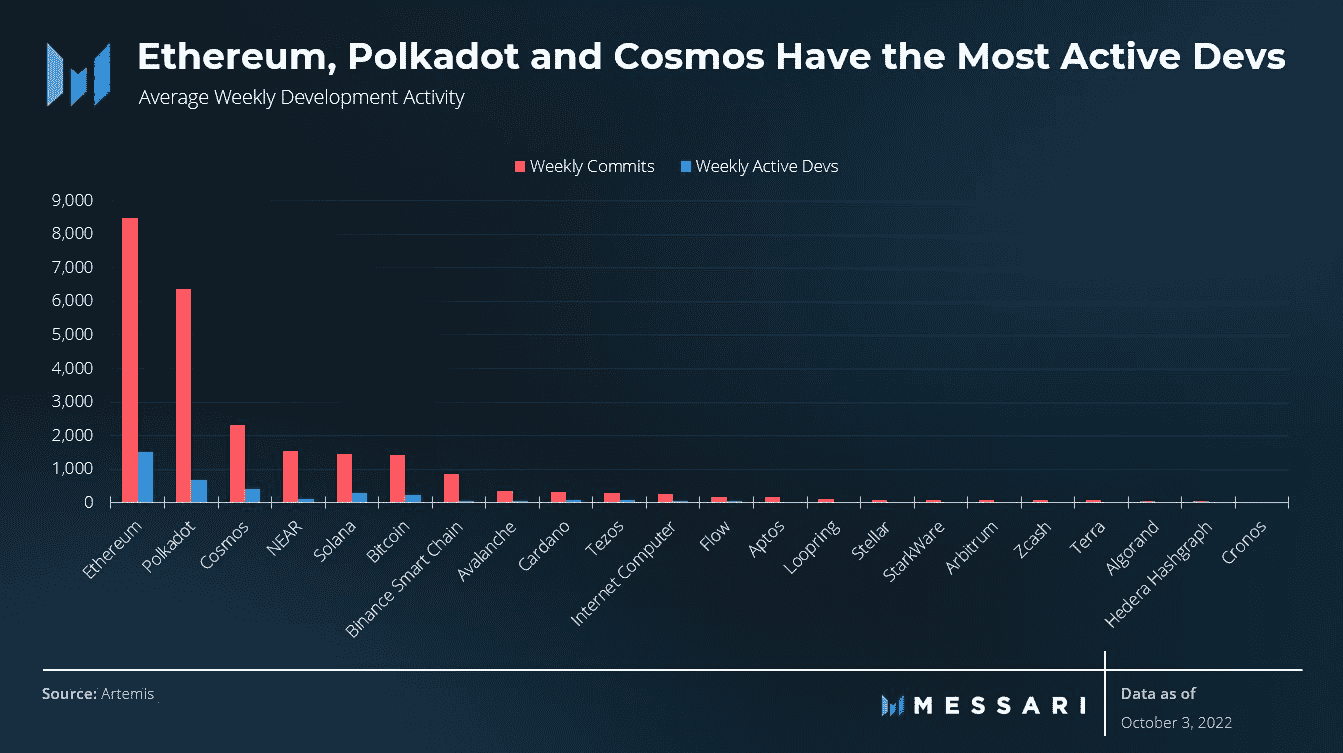 Ethereum, Polkadot and Cosmos Have the Most Active Devs
Average Weekly Development Activity
Weekly Commits Weekly Active Devs
9,000
8,000
7,000
6,000
5,000
4,000
3,000
2,000
1,000
0
Ethereum
Polkadot
Cosmos
NEAR
Solana
Bitcoin
Binance Smart Chain
Avalanche
Cardano
Tezos
Internet Computer
Flow
Aptos
Loopring
Stellar
StarkWare
Arbitrum
Zcash
Terra
Algorand
Hedera Hashgraph
Cronos
Source: Artemis
MESSARI
Data as of
October 3, 2022